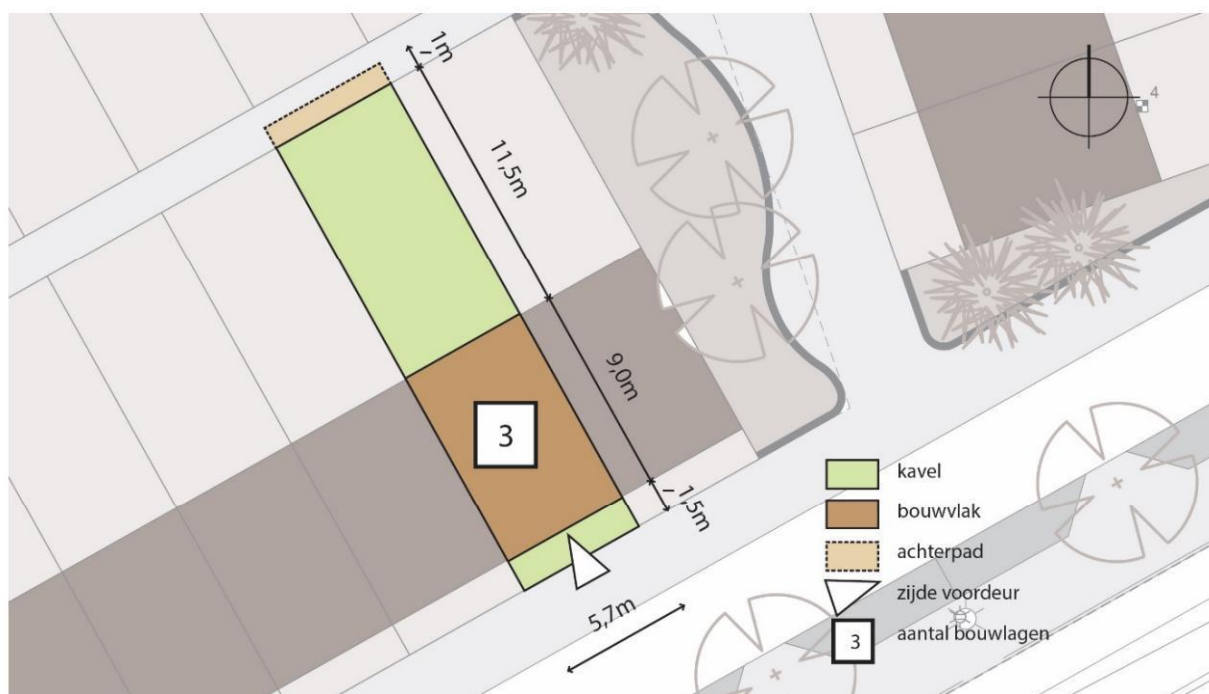 1m
4
11,5m
9,0m
3
1,5m
5,7m
kavel
bouwvlak
achterpad
zijde voordeur
3
aantal bouwlagen